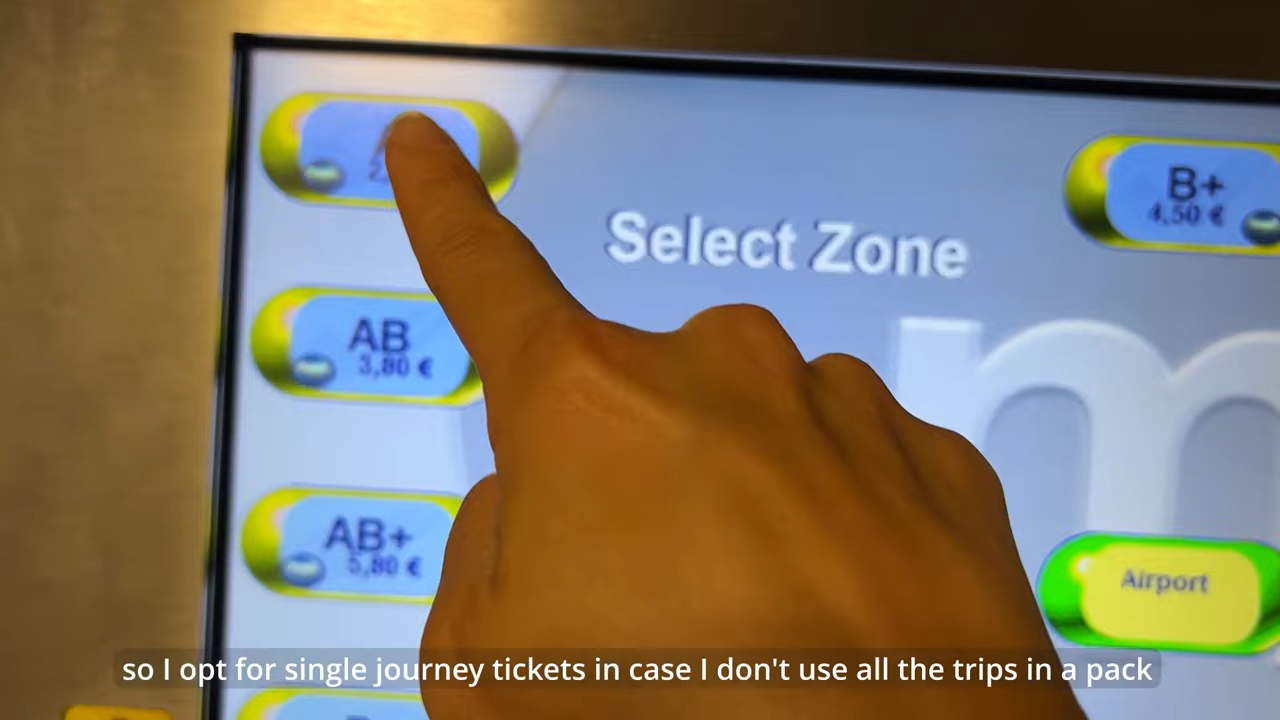 Select Zone
B+
4,50 €
AB
3,80 €
AB+
5,80 €
Airport
m
so I opt for single journey tickets in case I don't use all the trips in a pack